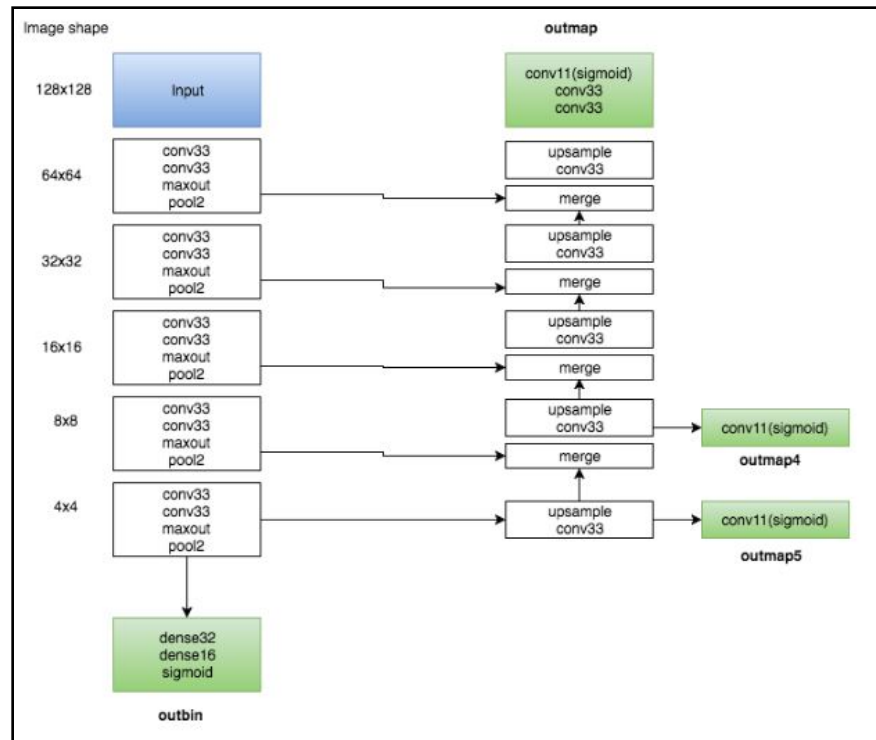 Image shape
outmap
128x128
Input
conv11(sigmoid)
conv33
conv33
64x64
conv33
conv33
maxout
pool2
upsample
conv33
merge
32x32
conv33
conv33
maxout
pool2
upsample
conv33
merge
16x16
conv33
conv33
maxout
pool2
upsample
conv33
merge
8x8
conv33
conv33
maxout
pool2
upsample
conv33
merge
conv11(sigmoid)
outmap4
4x4
conv33
conv33
maxout
pool2
upsample
conv33
conv11(sigmoid)
outmap5
dense32
dense16
sigmoid
outbin